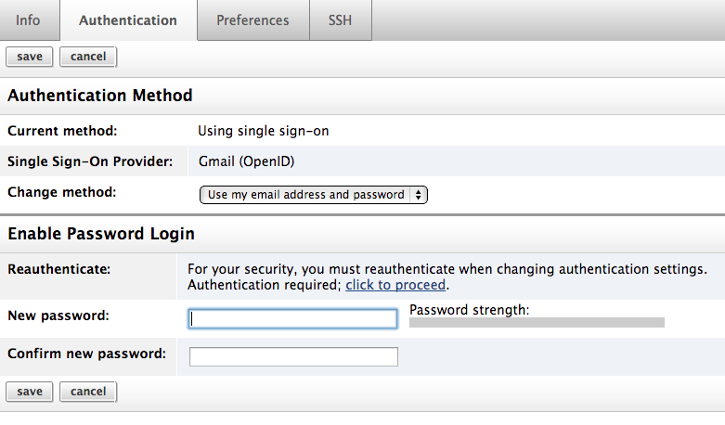 Info Authentication Preferences SSH
save cancel
Authentication Method
Current method: Using single sign-on
Single Sign-On Provider: Gmail (OpenID)
Change method: Use my email address and password
Enable Password Login
Reauthenticate: For your security, you must reauthenticate when changing authentication settings.
Authentication required; click to proceed.
New password: Password strength:
Confirm new password:
save cancel